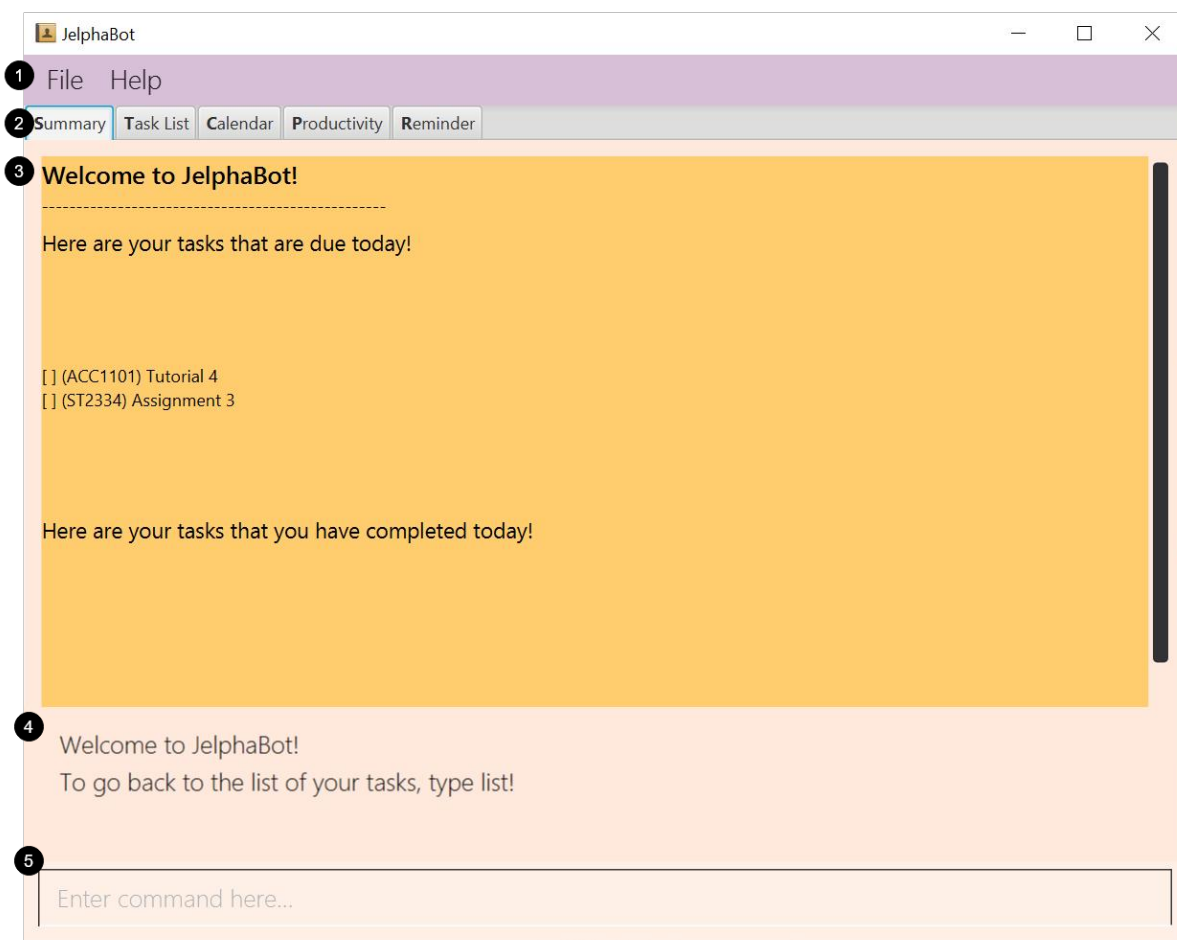 JelphaBot
1 File Help
2 Summary Task List Calendar Productivity Reminder
3 Welcome to JelphaBot!
--------------------------------------------------
Here are your tasks that are due today!
[ ] (ACC1101) Tutorial 4
[ ] (ST2334) Assignment 3
Here are your tasks that you have completed today!
4
Welcome to JelphaBot!
To go back to the list of your tasks, type list!
5
Enter command here...